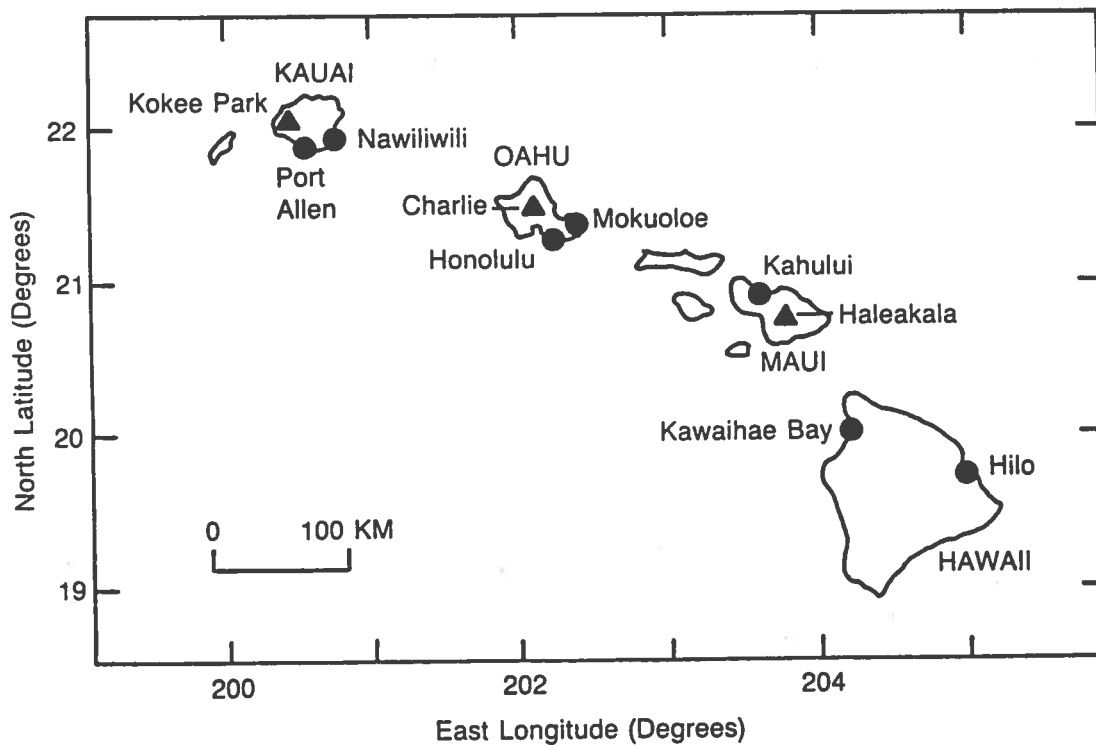 KAUAI
Kokee Park
22
Nawiliwili
OAHU
Port
Allen
Charlie
Mokuoloe
Honolulu
Kahului
21
Haleakala
MAUI
North Latitude (Degrees)
Kawaihae Bay
20
Hilo
0 100 KM
HAWAII
19
200 202 204
East Longitude (Degrees)